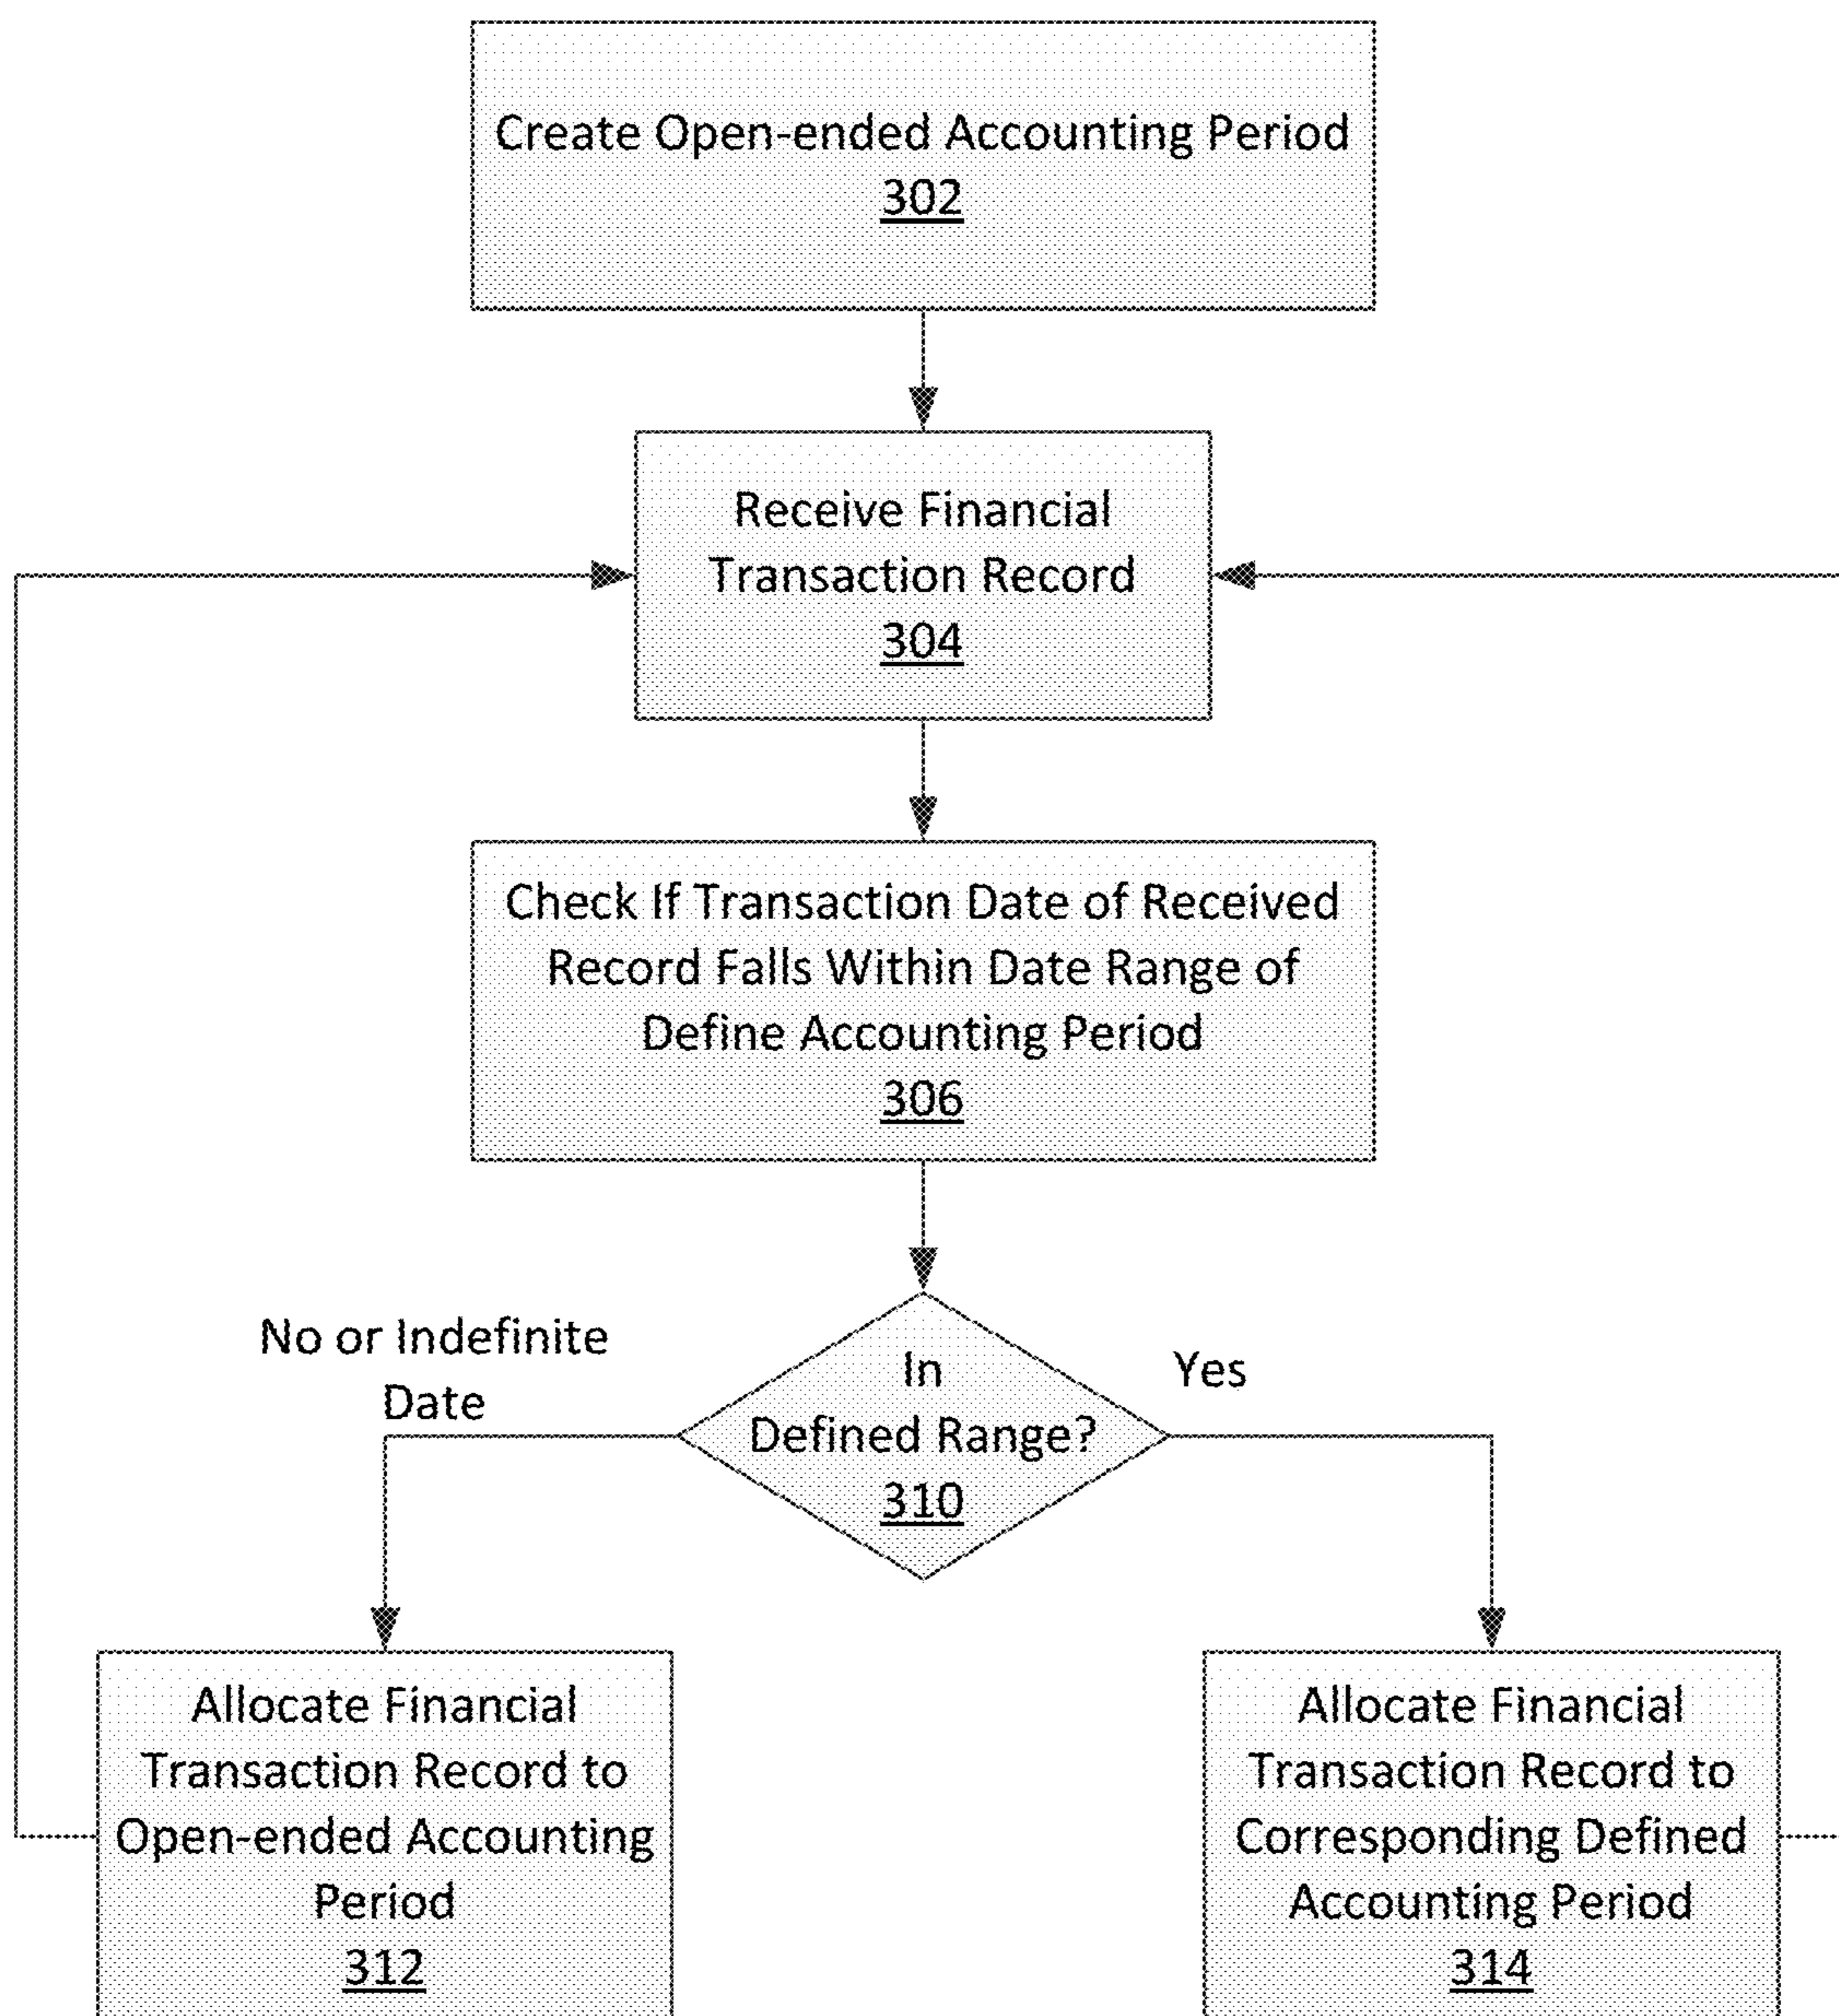 Create Open-ended Accounting Period
302
Receive Financial
Transaction Record
304
Check If Transaction Date of Received
Record Falls Within Date Range of
Define Accounting Period
306
No or Indefinite
Date
In
Defined Range?
310
Yes
Allocate Financial
Transaction Record to
Open-ended Accounting
Period
312
Allocate Financial
Transaction Record to
Corresponding Defined
Accounting Period
314